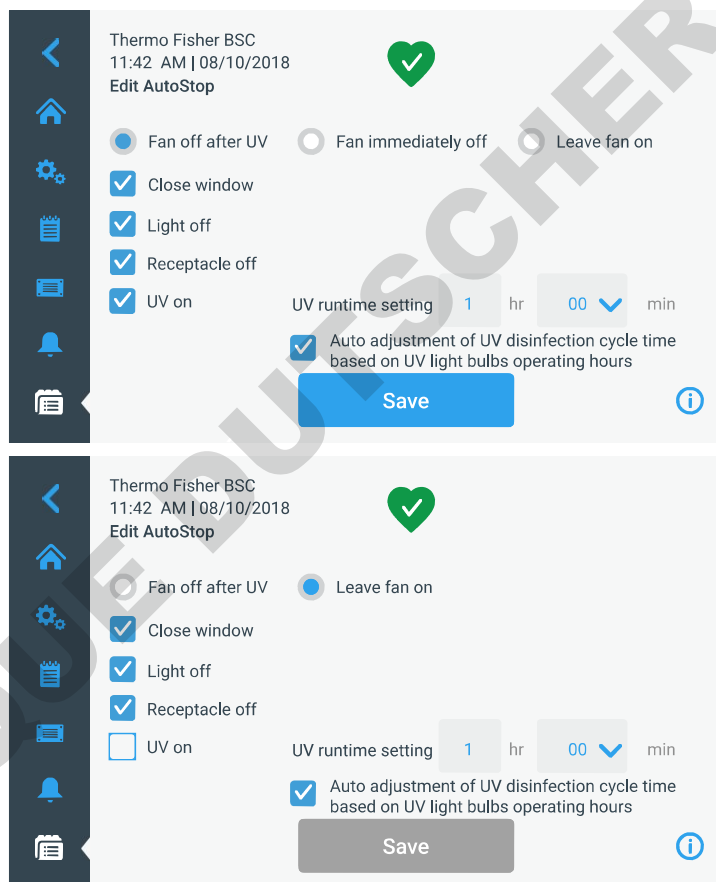 Thermo Fisher BSC
11:42 AM | 08/10/2018
Edit AutoStop
Fan off after UV Fan immediately off Leave fan on
Close window
Light off
Receptacle off
UV on UV runtime setting 1 hr 00 min
Auto adjustment of UV disinfection cycle time
based on UV light bulbs operating hours
Save
Thermo Fisher BSC
11:42 AM | 08/10/2018
Edit AutoStop
Fan off after UV Leave fan on
Close window
Light off
Receptacle off
UV on UV runtime setting 1 hr 00 min
Auto adjustment of UV disinfection cycle time
based on UV light bulbs operating hours
Save
QUE DUTSCHER